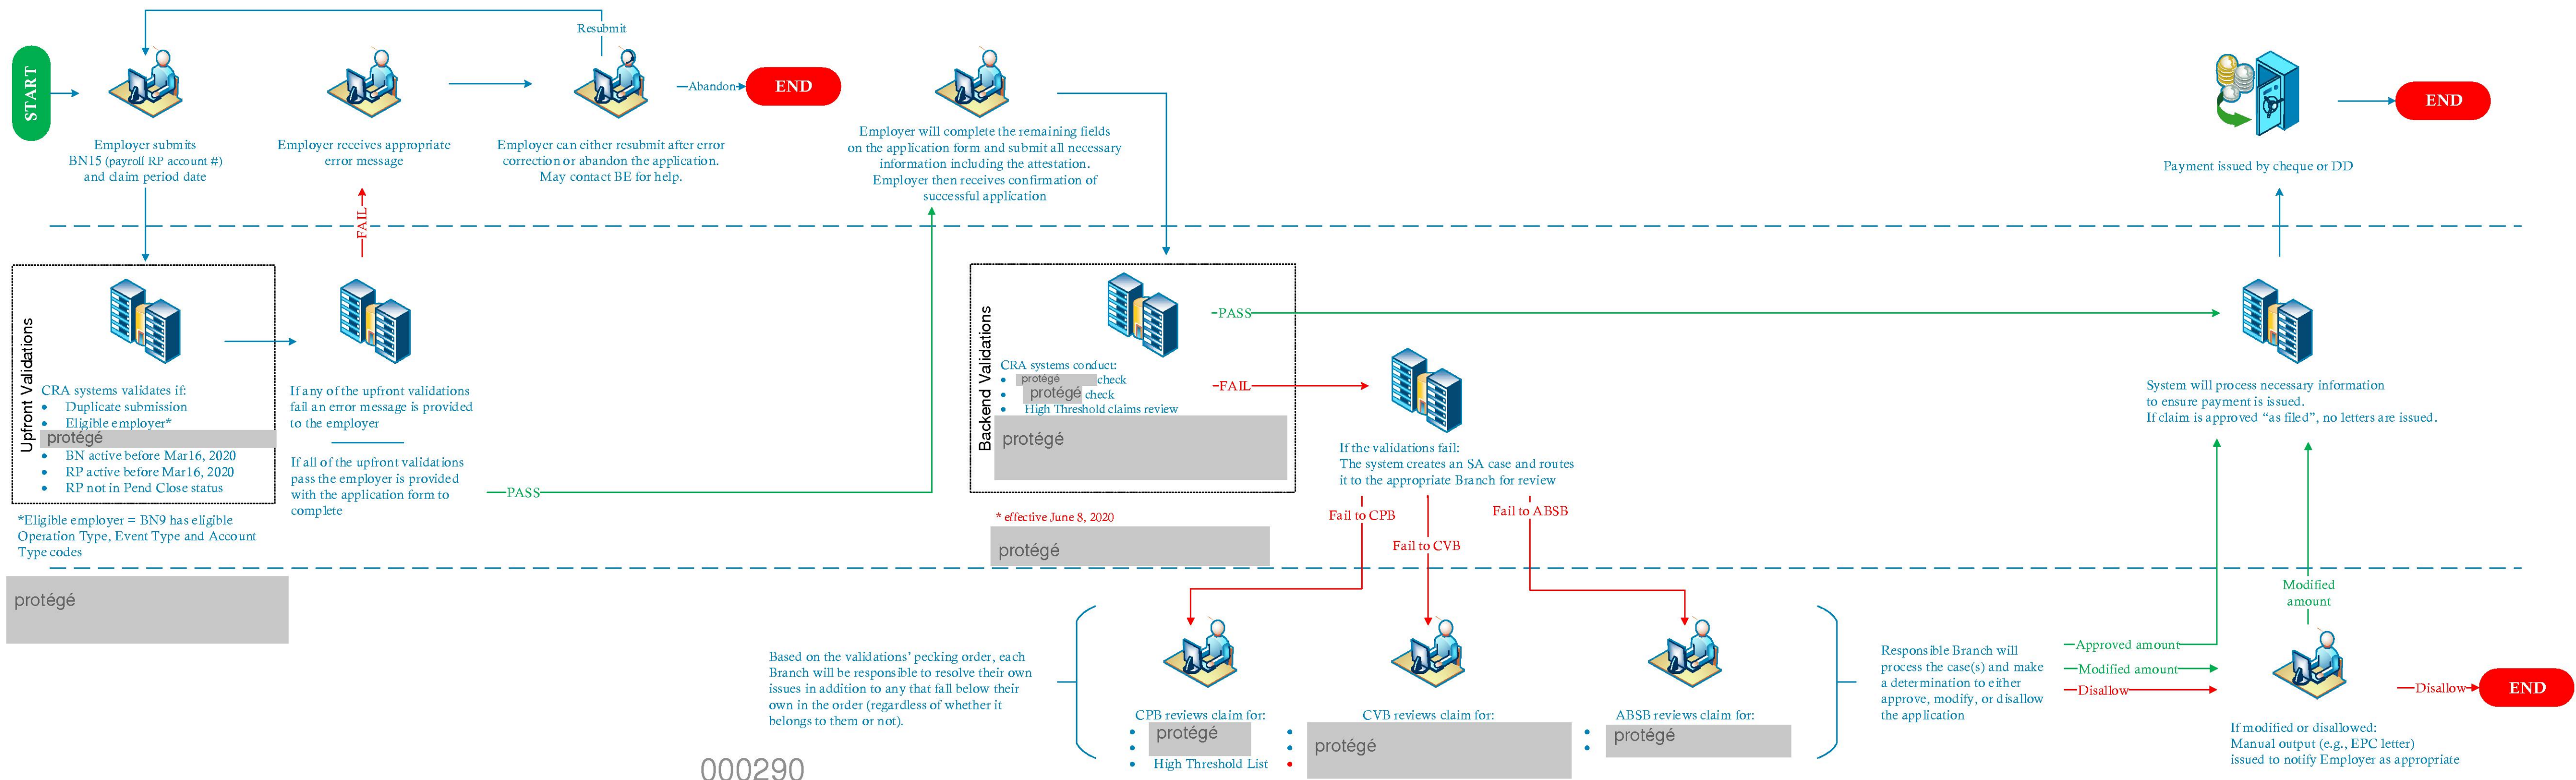 START
Employer submits
BN15 (payroll RP account #)
and claim period date
Employer receives appropriate
error message
Resubmit
Employer can either resubmit after error
correction or abandon the application.
May contact BE for help.
Abandon
END
Employer will complete the remaining fields
on the application form and submit all necessary
information including the attestation.
Employer then receives confirmation of
successful application
Payment issued by cheque or DD
END
FAIL
Upfront Validations
CRA systems validates if:
• Duplicate submission
• Eligible employer*
protégé
• BN active before Mar 16, 2020
• RP active before Mar 16, 2020
• RP not in Pend Close status
*Eligible employer = BN9 has eligible
Operation Type, Event Type and Account
Type codes
protégé
If any of the upfront validations
fail an error message is provided
to the employer
If all of the upfront validations
pass the employer is provided
with the application form to
complete
PASS
Backend Validations
CRA systems conduct:
• protégé check
• protégé check
• High Threshold claims review
protégé
* effective June 8, 2020
protégé
PASS
FAIL
If the validations fail:
The system creates an SA case and routes
it to the appropriate Branch for review
Fail to CPB
Fail to CVB
Fail to ABSB
System will process necessary information
to ensure payment is issued.
If claim is approved “as filed”, no letters are issued.
Based on the validations’ pecking order, each
Branch will be responsible to resolve their own
issues in addition to any that fall below their
own in the order (regardless of whether it
belongs to them or not).
CPB reviews claim for:
• protégé
•
• High Threshold List
CVB reviews claim for:
•
• protégé
•
ABSB reviews claim for:
• protégé
•
Responsible Branch will
process the case(s) and make
a determination to either
approve, modify, or disallow
the application
Approved amount
Modified amount
Disallow
Modified
amount
If modified or disallowed:
Manual output (e.g., EPC letter)
issued to notify Employer as appropriate
Disallow
END
000290